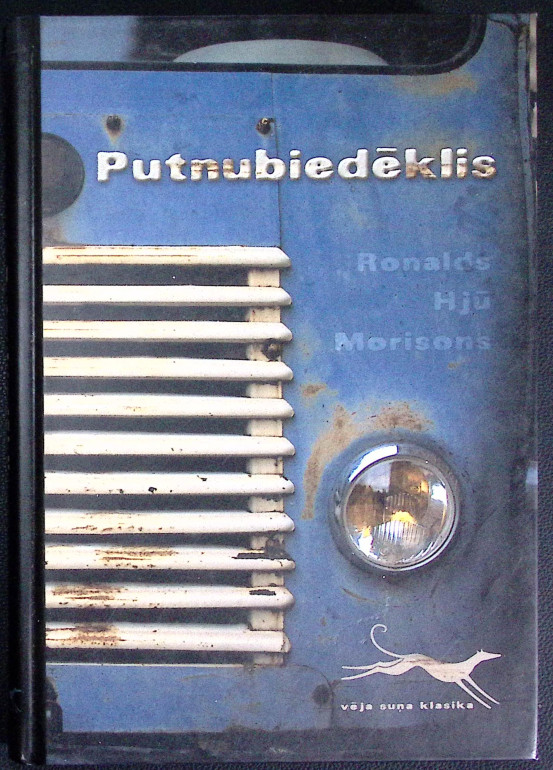 Putnubiedēklis
Ronalds
Hjū
Morisons
vēja suņa klasika